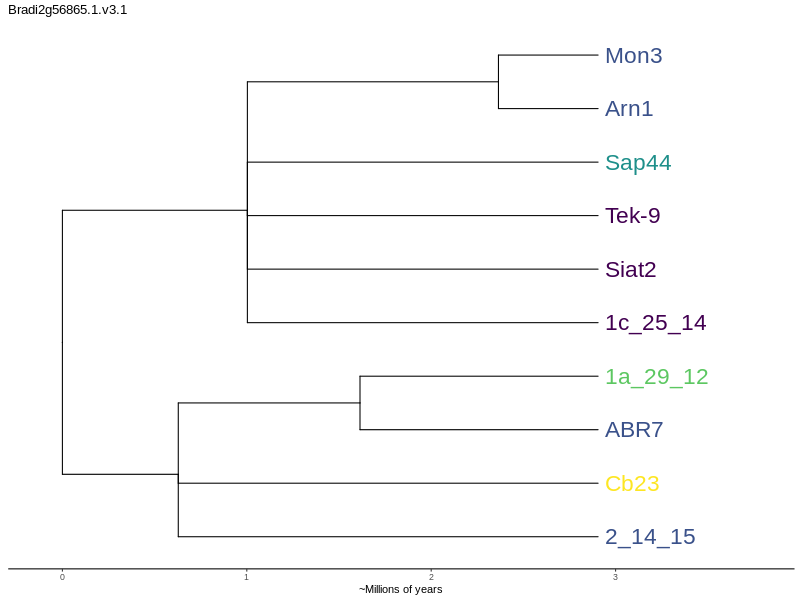 Bradi2g56865.1.v3.1
Mon3
Arn1
Sap44
Tek-9
Siat2
1c_25_14
1a_29_12
ABR7
Cb23
2_14_15
0 1 2 3
~Millions of years